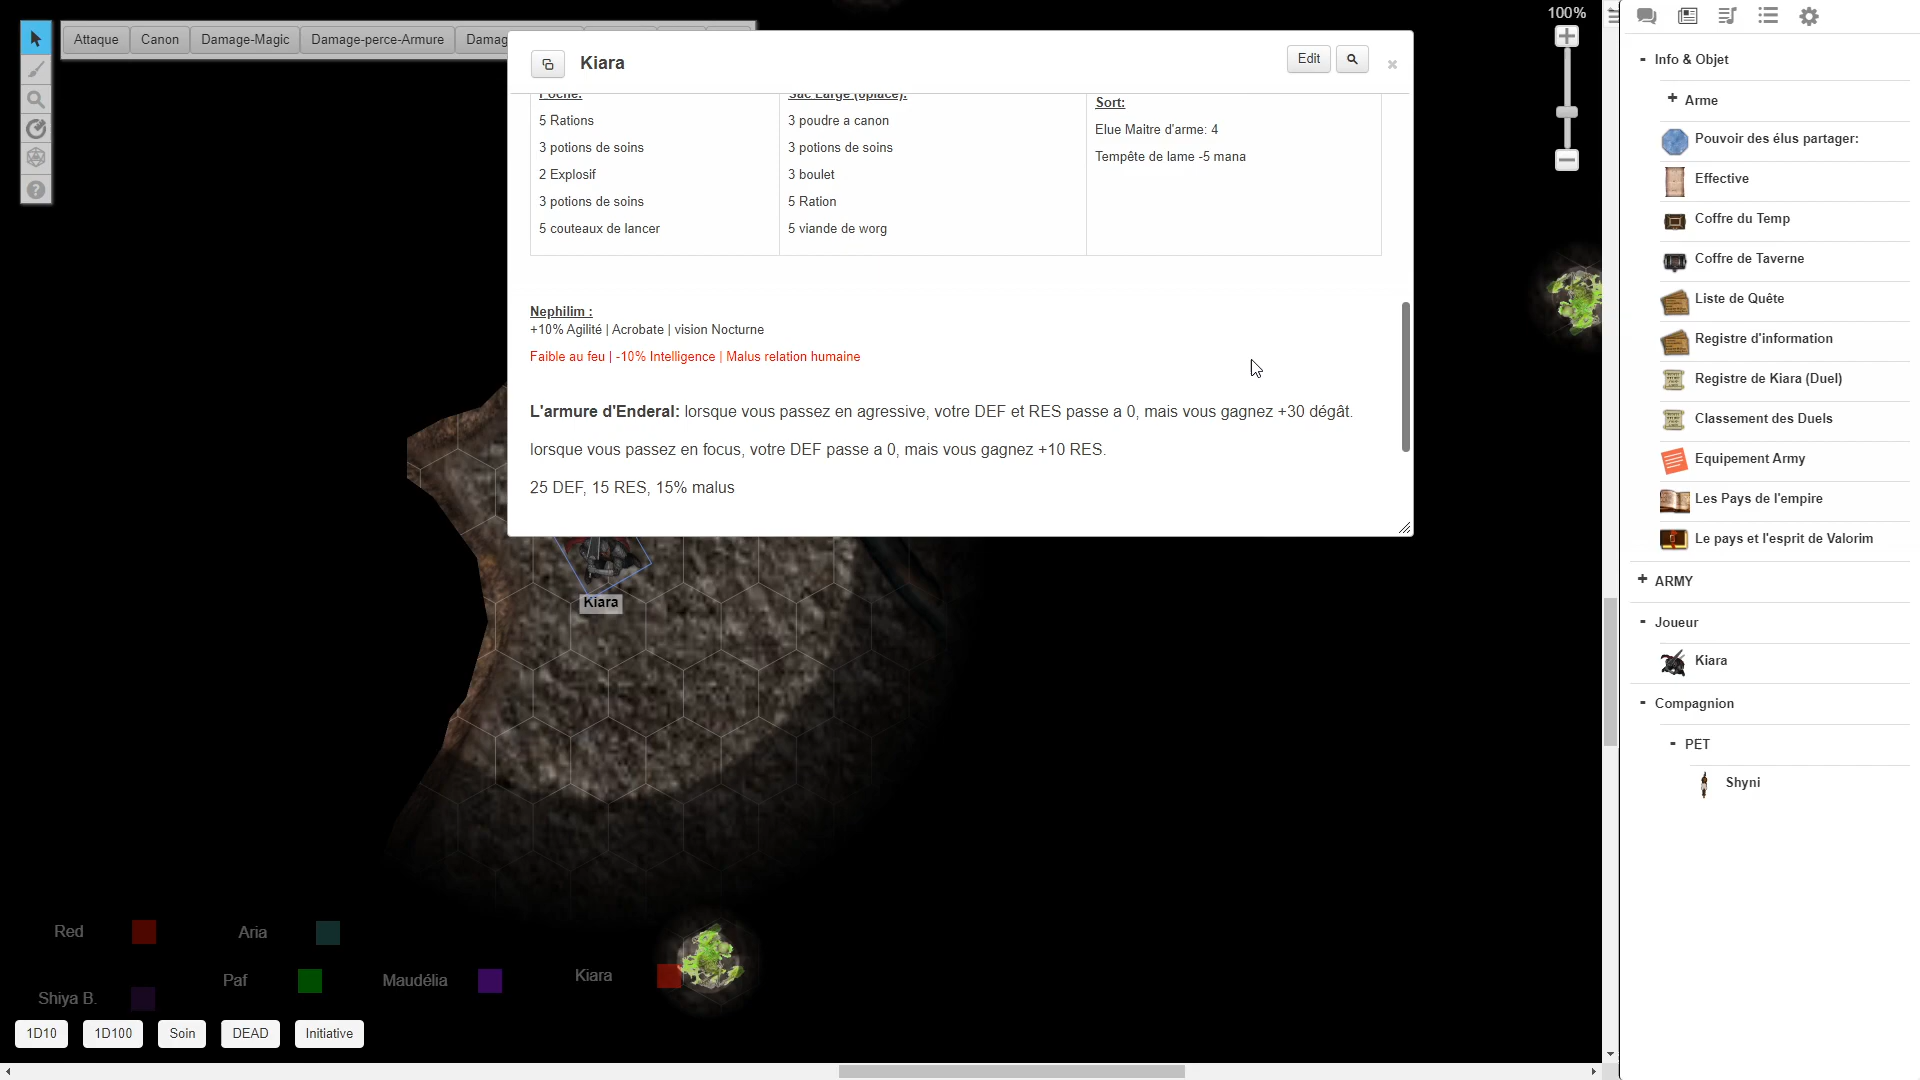 Attaque
Canon
Damage-Magic
Damage-perce-Armure
Damag
100%
Kiara
Edit
Poche:
5 Rations
3 potions de soins
2 Explosif
3 potions de soins
5 couteaux de lancer
Sac Large (6place):
3 poudre a canon
3 potions de soins
3 boulet
5 Ration
5 viande de worg
Sort:
Elue Maitre d'arme: 4
Tempête de lame -5 mana
Nephilim :
+10% Agilité | Acrobate | vision Nocturne
Faible au feu | -10% Intelligence | Malus relation humaine
L'armure d'Enderal: lorsque vous passez en agressive, votre DEF et RES passe a 0, mais vous gagnez +30 dégât.
lorsque vous passez en focus, votre DEF passe a 0, mais vous gagnez +10 RES.
25 DEF, 15 RES, 15% malus
Kiara
Red
Aria
Shiya B.
Paf
Maudélia
Kiara
1D10
1D100
Soin
DEAD
Initiative
- Info & Objet
+ Arme
Pouvoir des élus partager:
Effective
Coffre du Temp
Coffre de Taverne
Liste de Quête
Registre d'information
Registre de Kiara (Duel)
Classement des Duels
Equipement Army
Les Pays de l'empire
Le pays et l'esprit de Valorim
+ ARMY
- Joueur
Kiara
- Compagnion
- PET
Shyni